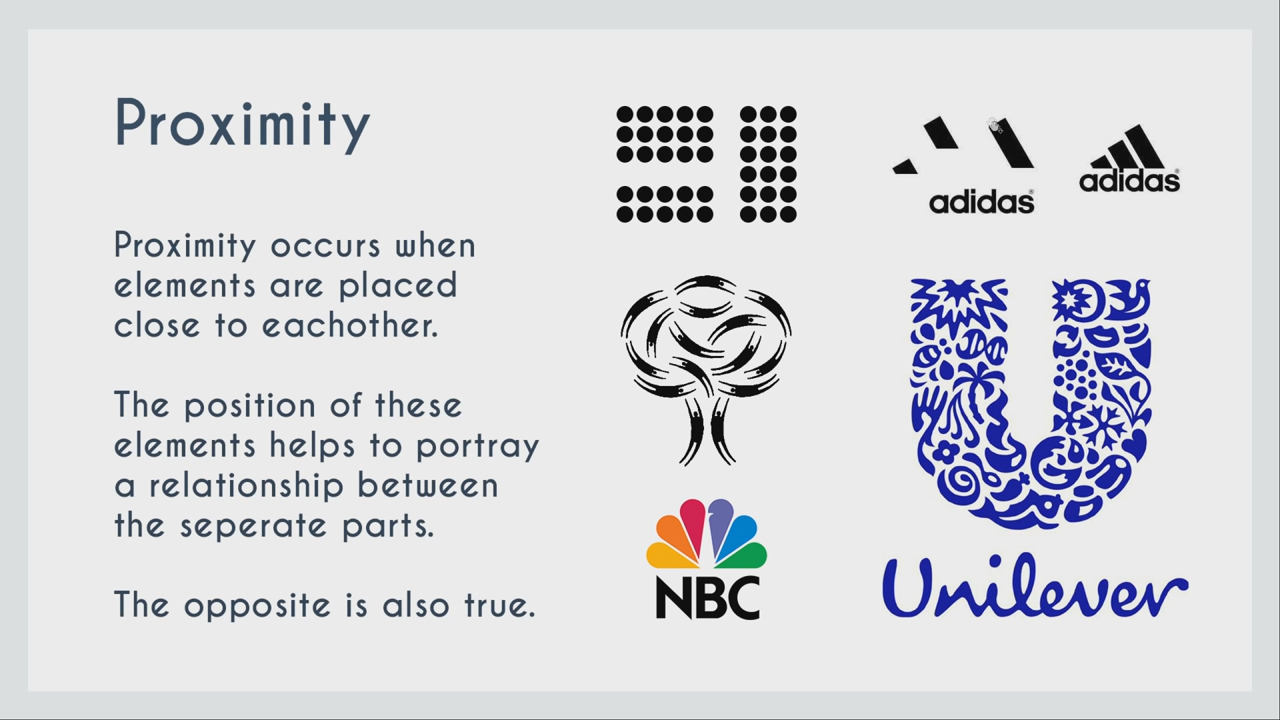 Proximity
Proximity occurs when
elements are placed
close to eachother.
The position of these
elements helps to portray
a relationship between
the seperate parts.
The opposite is also true.
adidas
adidas
NBC
Unilever